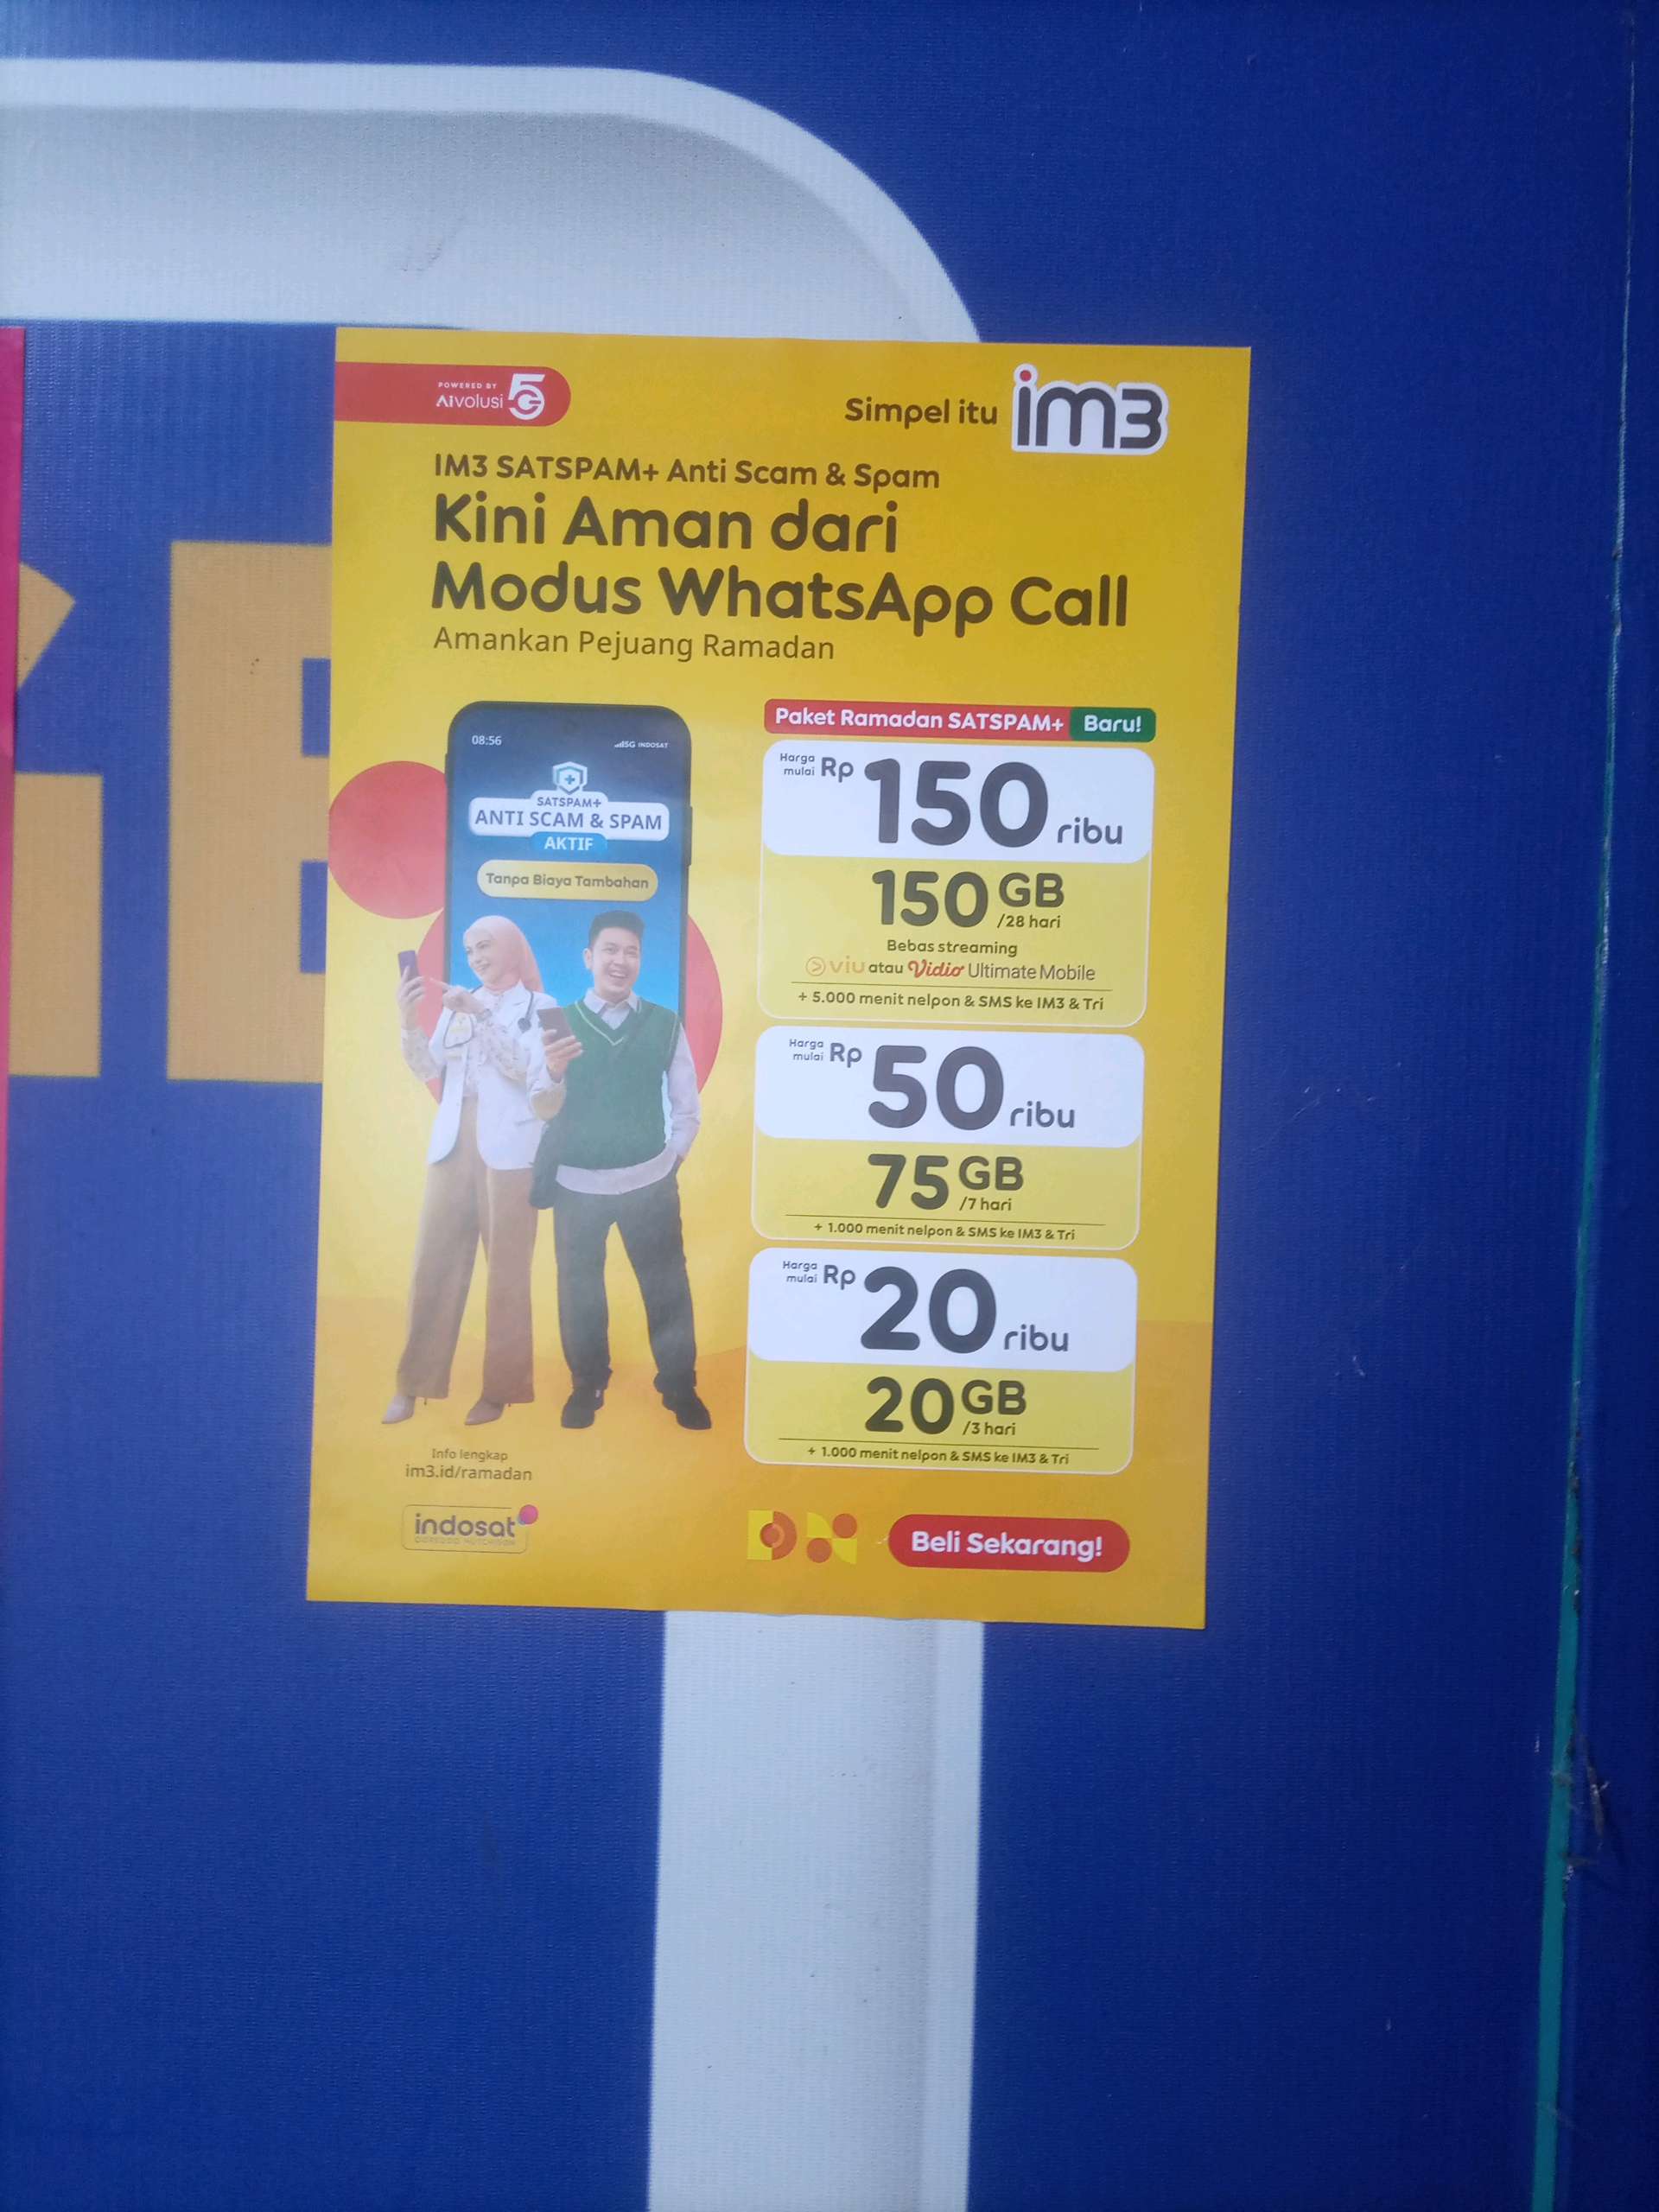 POWERED BY
AIvolusi 5G
Simpel itu im3
IM3 SATSPAM+ Anti Scam & Spam
Kini Aman dari
Modus WhatsApp Call
Amankan Pejuang Ramadan
08:56
5G INDOSAT
SATSPAM+
ANTI SCAM & SPAM
AKTIF
Tanpa Biaya Tambahan
Paket Ramadan SATSPAM+ Baru!
Harga mulai Rp 150 ribu
150 GB
/28 hari
Bebas streaming
viu atau Vidio Ultimate Mobile
+ 5.000 menit nelpon & SMS ke IM3 & Tri
Harga mulai Rp 50 ribu
75 GB
/7 hari
+ 1.000 menit nelpon & SMS ke IM3 & Tri
Harga mulai Rp 20 ribu
20 GB
/3 hari
+ 1.000 menit nelpon & SMS ke IM3 & Tri
Info lengkap
im3.id/ramadan
indosat
OOREDOO HUTCHISON
Beli Sekarang!